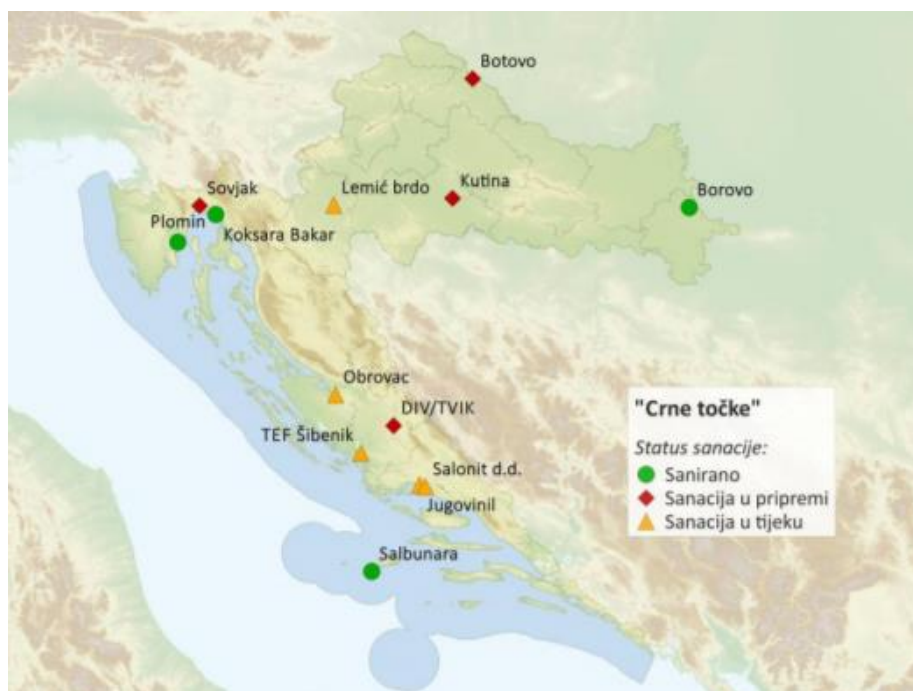 Botovo
Kutina
Lemić brdo
Borovo
Sovjak
Plomin
Koksara Bakar
Obrovac
DIV/TVIK
TEF Šibenik
Salonit d.d.
Jugovinil
Salbunara
"Crne točke"
Status sanacije:
Sanirano
Sanacija u pripremi
Sanacija u tijeku